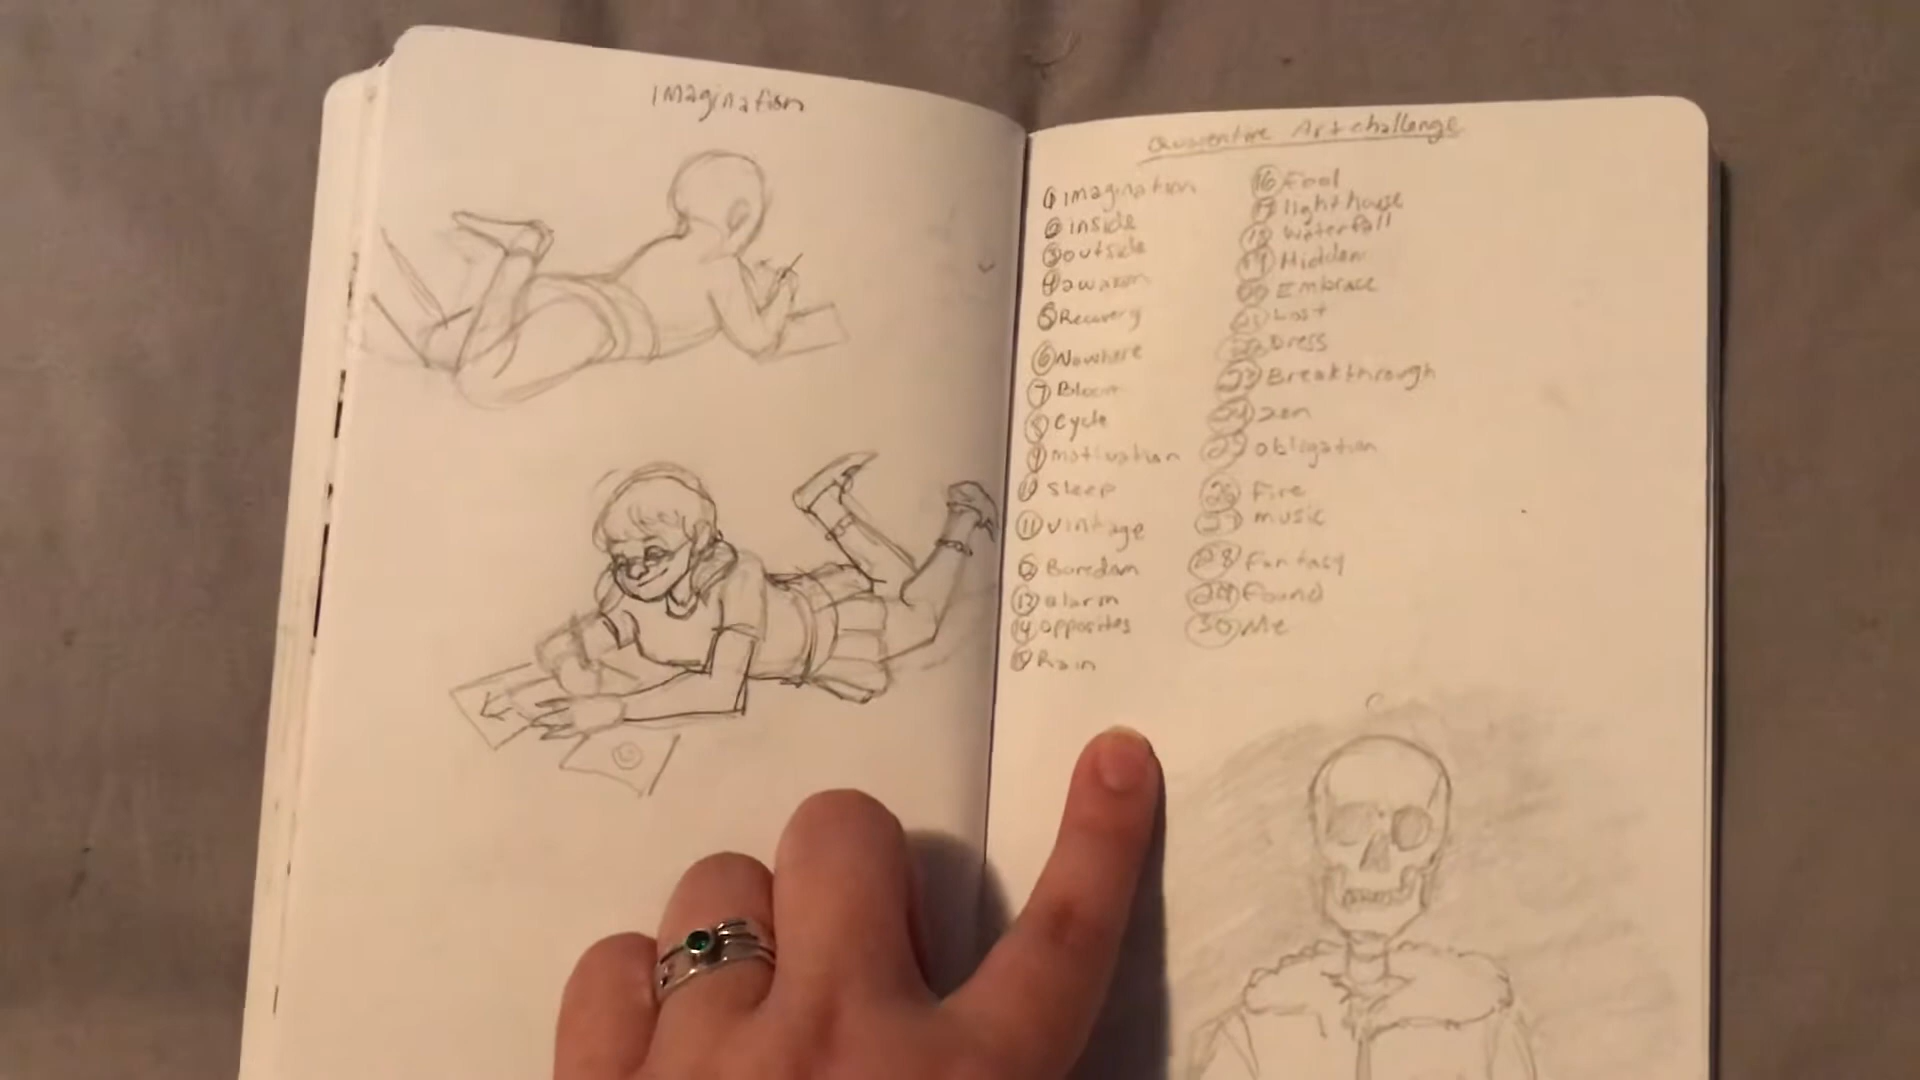 Imagination
Quarentine Art challenge
1 Imagination
2 inside
3 outside
4
5 Recovery
6 Nowhere
7 Bloom
8 Cycle
9 motivation
10 Sleep
11 Vintage
12 Boredom
13 alarm
14 opposites
15 Rain
16 Fool
17 lighthouse
18 Waterfall
19 Hidden
20 Embrace
21 Lost
22 Dress
23 Breakthrough
24 zen
25 obligation
26 Fire
27 music
28 Fantasy
29 found
30 Me